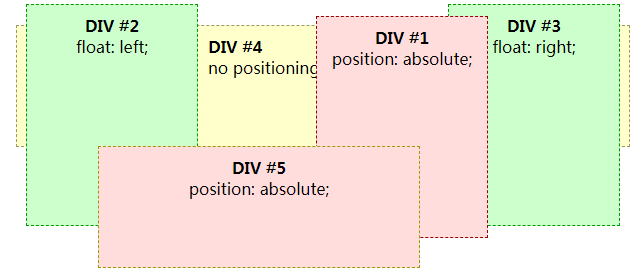 DIV #2
float: left;
DIV #4
no positioning
DIV #1
position: absolute;
DIV #3
float: right;
DIV #5
position: absolute;